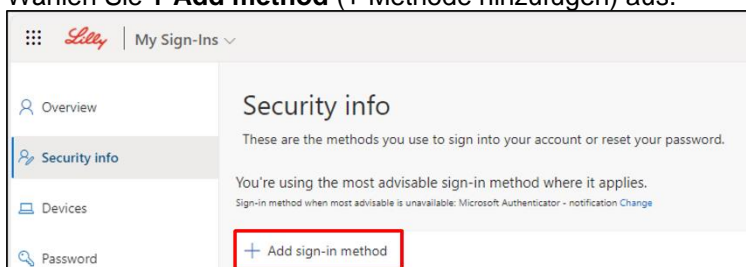 Wählen Sie + Add method (+ Methode hinzufügen) aus.
Lilly | My Sign-Ins
Overview
Security info
Devices
Password
Security info
These are the methods you use to sign into your account or reset your password.
You're using the most advisable sign-in method where it applies.
Sign-in method when most advisable is unavailable: Microsoft Authenticator - notification Change
+ Add sign-in method